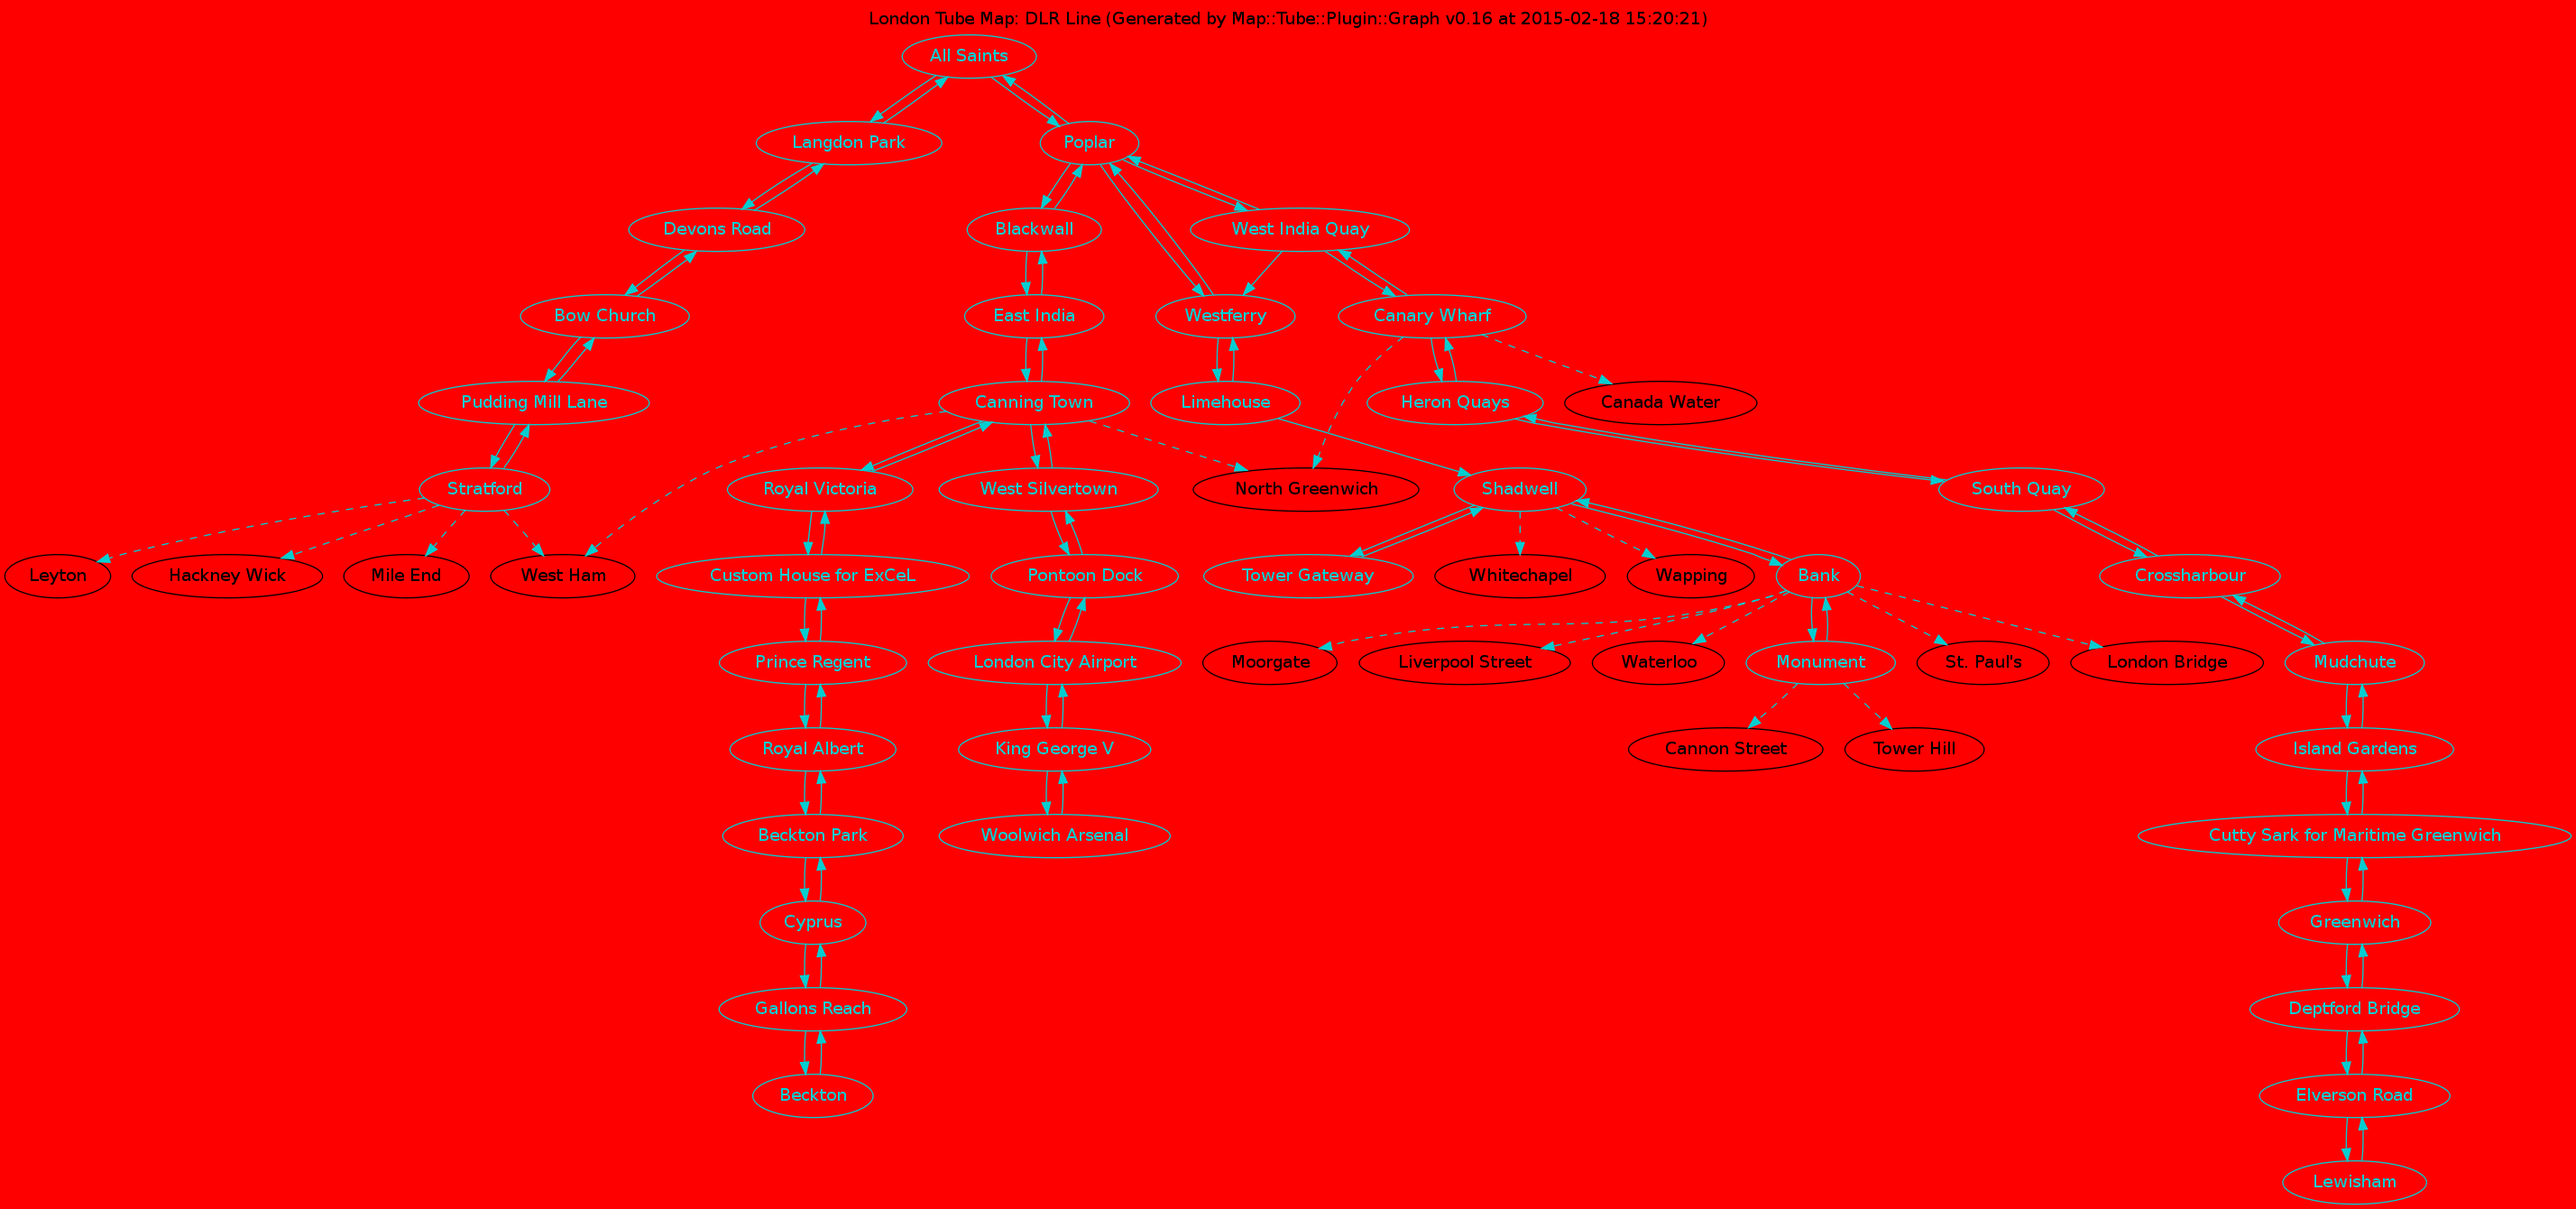 London Tube Map: DLR Line (Generated by Map::Tube::Plugin::Graph v0.16 at 2015-02-18 15:20:21)
All Saints
Langdon Park
Poplar
Devons Road
Blackwall
West India Quay
Bow Church
East India
Westferry
Canary Wharf
Pudding Mill Lane
Canning Town
Limehouse
Heron Quays
Canada Water
Stratford
Royal Victoria
West Silvertown
North Greenwich
Shadwell
South Quay
Leyton
Hackney Wick
Mile End
West Ham
Custom House for ExCeL
Pontoon Dock
Tower Gateway
Whitechapel
Wapping
Bank
Crossharbour
Prince Regent
London City Airport
Moorgate
Liverpool Street
Waterloo
Monument
St. Paul's
London Bridge
Mudchute
Royal Albert
King George V
Cannon Street
Tower Hill
Island Gardens
Beckton Park
Woolwich Arsenal
Cutty Sark for Maritime Greenwich
Cyprus
Greenwich
Gallons Reach
Deptford Bridge
Beckton
Elverson Road
Lewisham